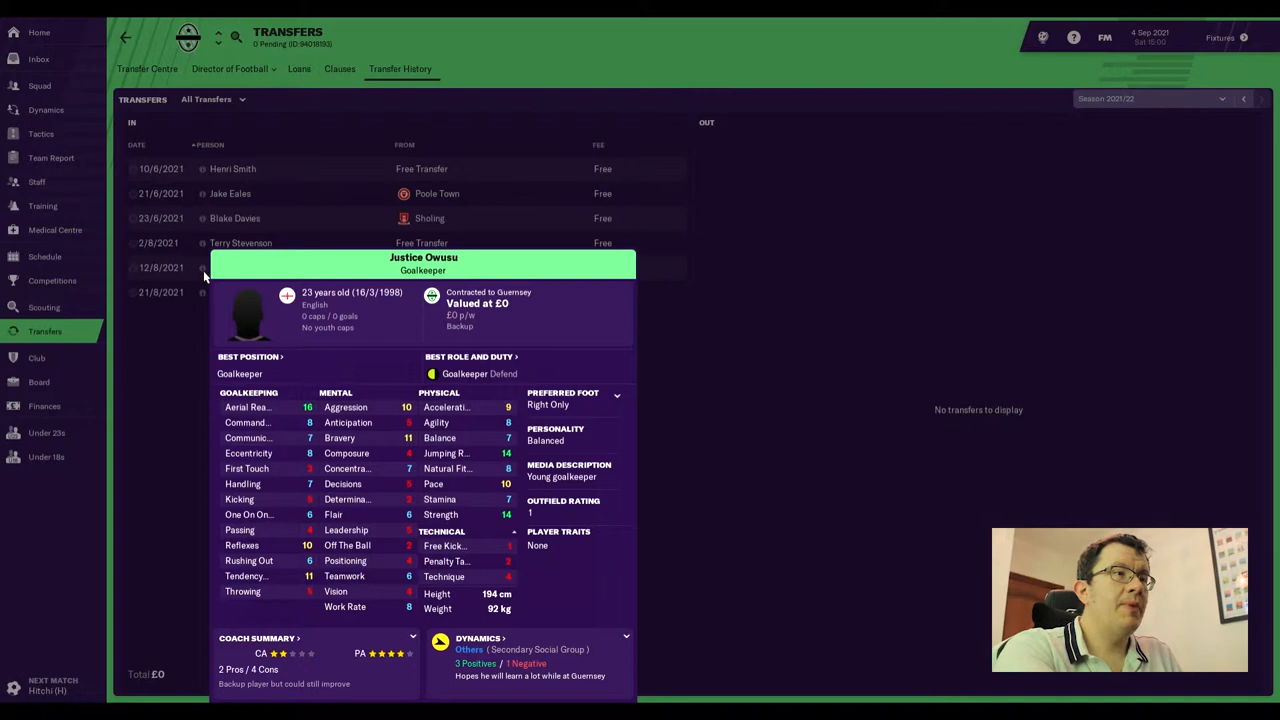 Home
Inbox
Squad
Dynamics
Tactics
Team Report
Staff
Training
Medical Centre
Schedule
Competitions
Scouting
Transfers
Club
Board
Finances
Under 23s
Under 18s
NEXT MATCH
Hitchi (H)
TRANSFERS
0 Pending (ID:94018193)
FM
4 Sep 2021
Sat 15:00
Fixtures
Transfer Centre Director of Football Loans Clauses Transfer History
TRANSFERS All Transfers
Season 2021/22
IN
OUT
DATE PERSON FROM FEE
10/6/2021 Henri Smith Free Transfer Free
21/6/2021 Jake Eales Poole Town Free
23/6/2021 Blake Davies Sholing Free
2/8/2021 Terry Stevenson Free Transfer Free
12/8/2021
21/8/2021
No transfers to display
Total £0
Justice Owusu
Goalkeeper
23 years old (16/3/1998)
English
0 caps / 0 goals
No youth caps
Contracted to Guernsey
Valued at £0
£0 p/w
Backup
BEST POSITION
Goalkeeper
BEST ROLE AND DUTY
Goalkeeper Defend
GOALKEEPING
Aerial Rea... 16
Command... 8
Communic... 7
Eccentricity 8
First Touch 3
Handling 7
Kicking 5
One On On... 6
Passing 4
Reflexes 10
Rushing Out 6
Tendency... 11
Throwing 5
MENTAL
Aggression 10
Anticipation 5
Bravery 11
Composure 4
Concentra... 7
Decisions 5
Determina... 2
Flair 6
Leadership 5
Off The Ball 2
Positioning 4
Teamwork 6
Vision 4
Work Rate 8
PHYSICAL
Accelerati... 9
Agility 8
Balance 7
Jumping R... 14
Natural Fit... 8
Pace 10
Stamina 7
Strength 14
TECHNICAL
Free Kick... 1
Penalty Ta... 2
Technique 4
Height 194 cm
Weight 92 kg
PREFERRED FOOT
Right Only
PERSONALITY
Balanced
MEDIA DESCRIPTION
Young goalkeeper
OUTFIELD RATING
1
PLAYER TRAITS
None
COACH SUMMARY
CA PA
2 Pros / 4 Cons
Backup player but could still improve
DYNAMICS
Others ( Secondary Social Group )
3 Positives / 1 Negative
Hopes he will learn a lot while at Guernsey